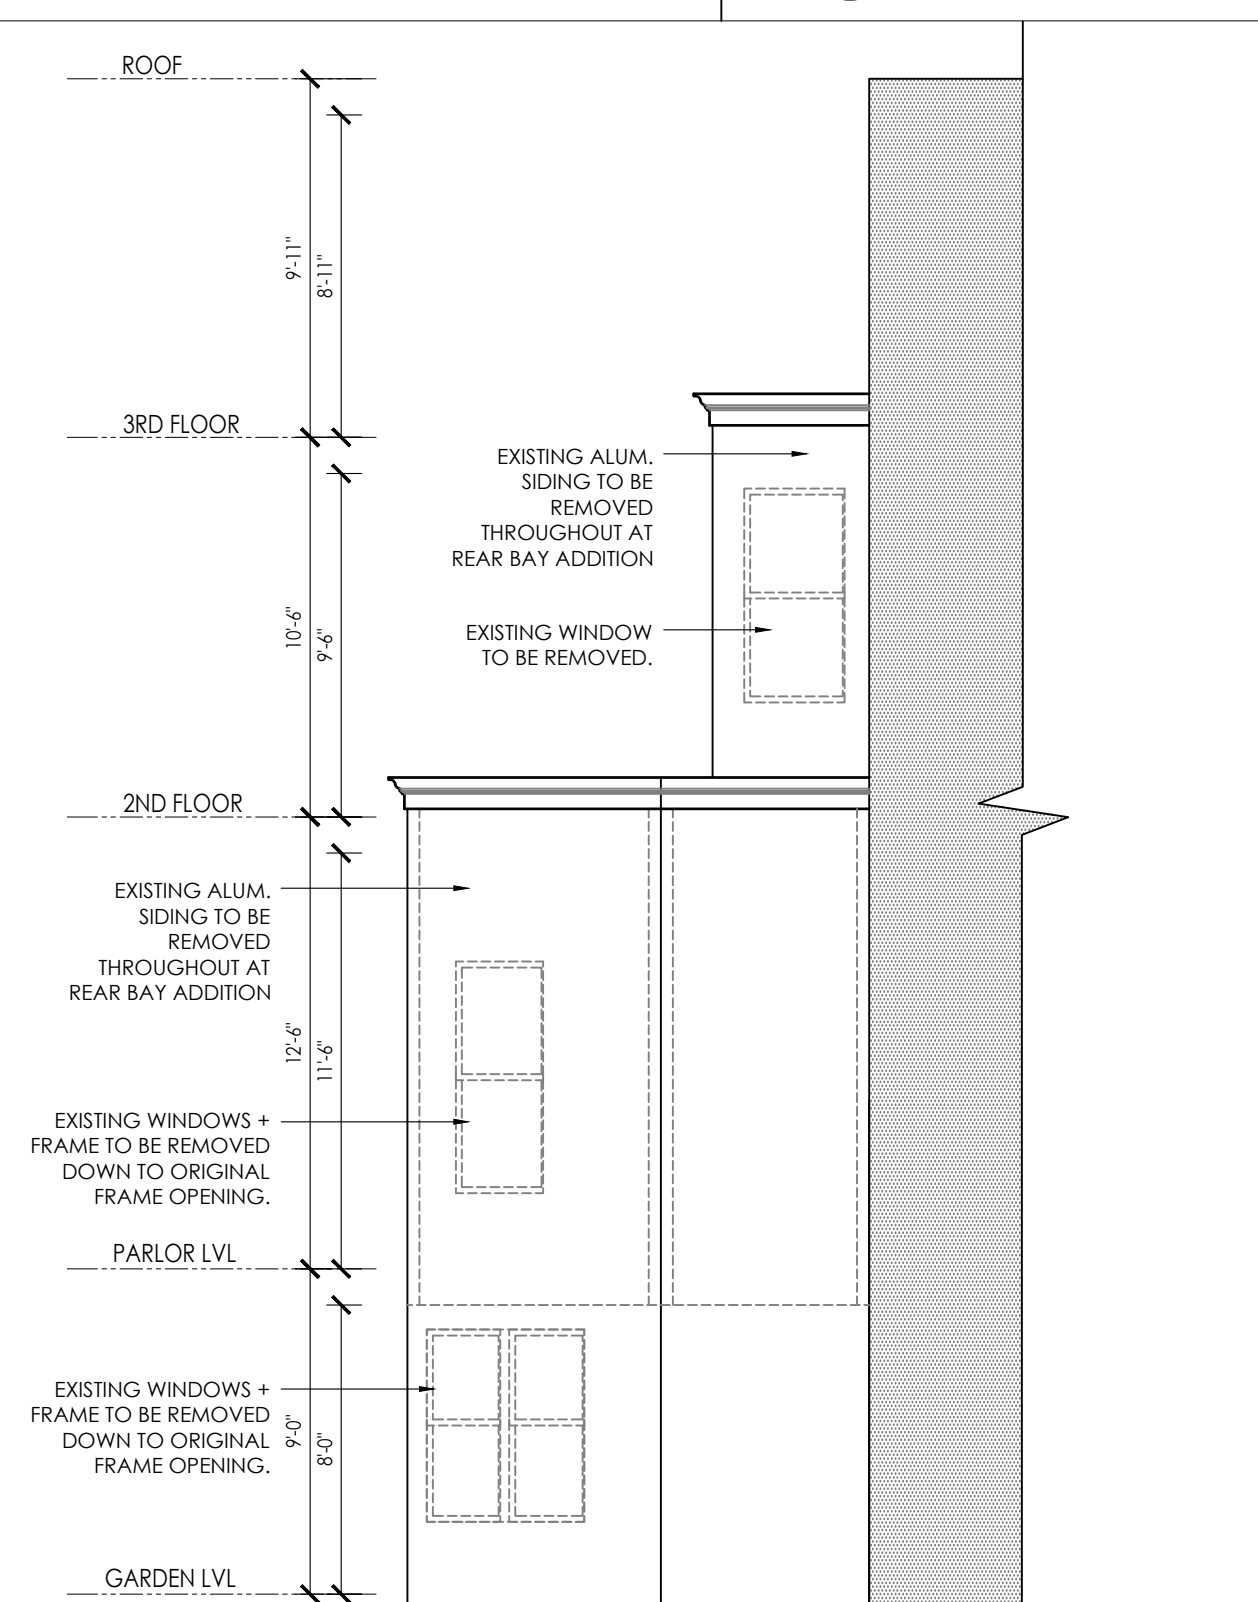 ROOF
9'-11"
8'-11"
3RD FLOOR
EXISTING ALUM.
SIDING TO BE
REMOVED
THROUGHOUT AT
REAR BAY ADDITION
10'-6"
9'-6"
EXISTING WINDOW
TO BE REMOVED.
2ND FLOOR
EXISTING ALUM.
SIDING TO BE
REMOVED
THROUGHOUT AT
REAR BAY ADDITION
12'-6"
11'-6"
EXISTING WINDOWS +
FRAME TO BE REMOVED
DOWN TO ORIGINAL
FRAME OPENING.
PARLOR LVL
EXISTING WINDOWS +
FRAME TO BE REMOVED
DOWN TO ORIGINAL
FRAME OPENING.
9'-0"
8'-0"
GARDEN LVL